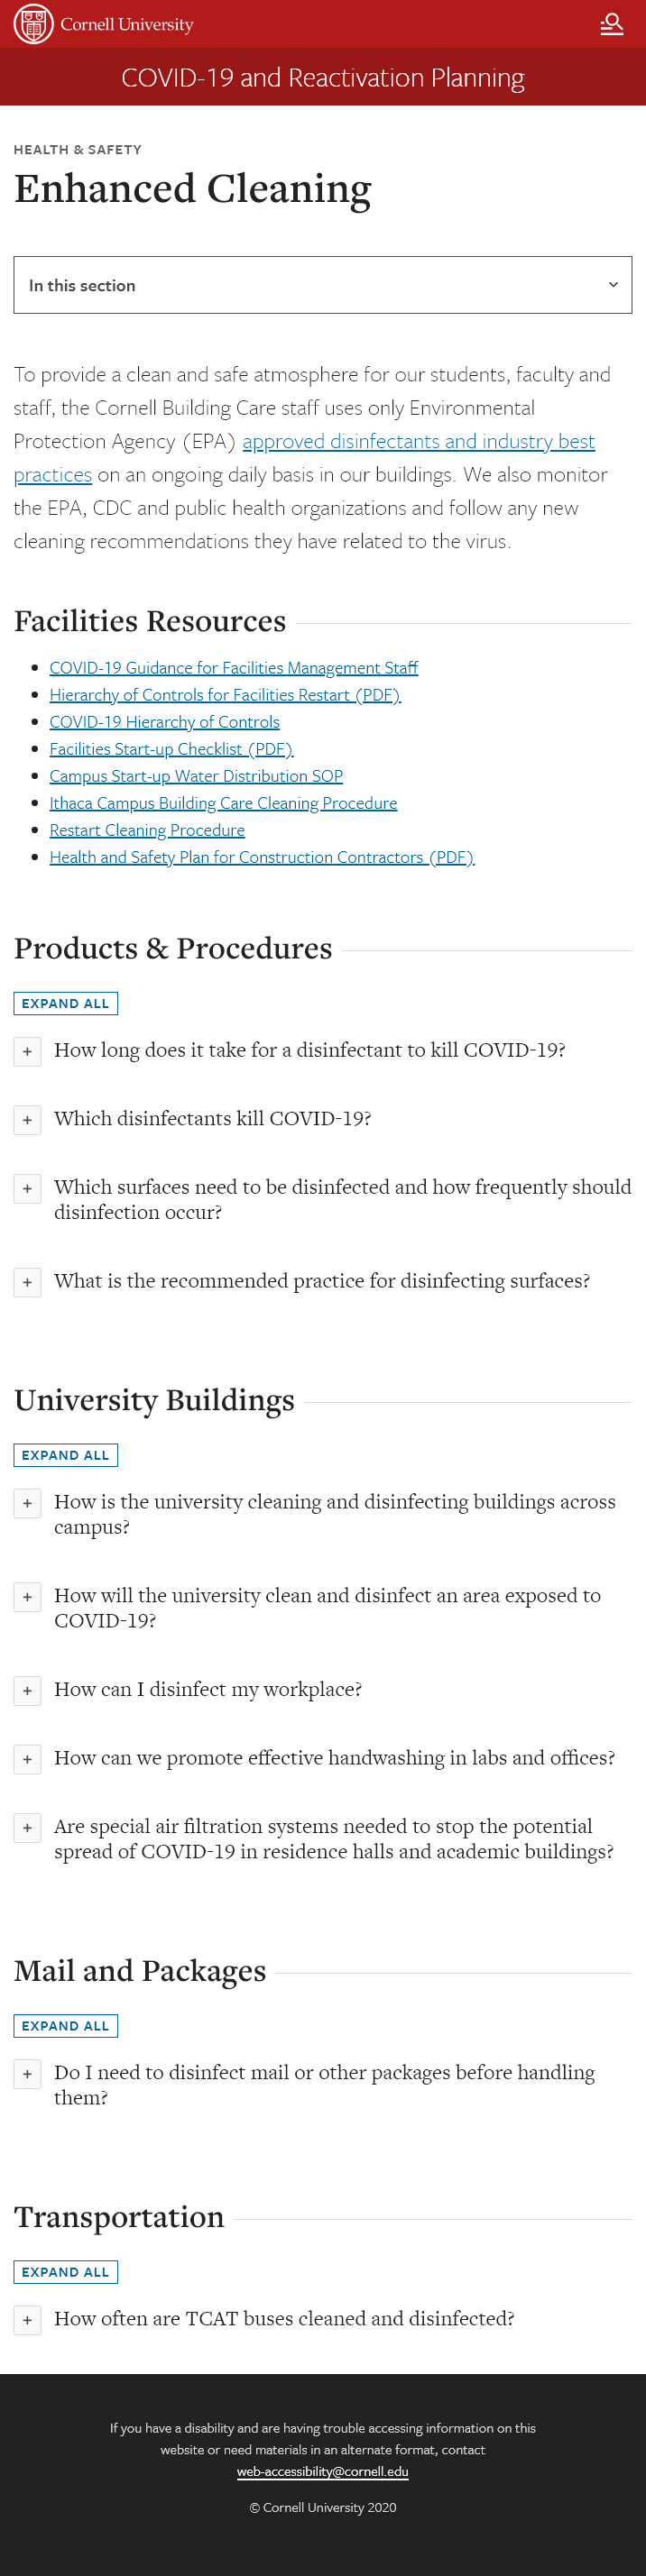 Cornell University
COVID-19 and Reactivation Planning
HEALTH & SAFETY
Enhanced Cleaning
In this section
To provide a clean and safe atmosphere for our students, faculty and
staff, the Cornell Building Care staff uses only Environmental
Protection Agency (EPA) approved disinfectants and industry best
practices on an ongoing daily basis in our buildings. We also monitor
the EPA, CDC and public health organizations and follow any new
cleaning recommendations they have related to the virus.
Facilities Resources
• COVID-19 Guidance for Facilities Management Staff
• Hierarchy of Controls for Facilities Restart (PDF)
• COVID-19 Hierarchy of Controls
• Facilities Start-up Checklist (PDF)
• Campus Start-up Water Distribution SOP
• Ithaca Campus Building Care Cleaning Procedure
• Restart Cleaning Procedure
• Health and Safety Plan for Construction Contractors (PDF)
Products & Procedures
EXPAND ALL
+ How long does it take for a disinfectant to kill COVID-19?
+ Which disinfectants kill COVID-19?
+ Which surfaces need to be disinfected and how frequently should
disinfection occur?
+ What is the recommended practice for disinfecting surfaces?
University Buildings
EXPAND ALL
+ How is the university cleaning and disinfecting buildings across
campus?
+ How will the university clean and disinfect an area exposed to
COVID-19?
+ How can I disinfect my workplace?
+ How can we promote effective handwashing in labs and offices?
+ Are special air filtration systems needed to stop the potential
spread of COVID-19 in residence halls and academic buildings?
Mail and Packages
EXPAND ALL
+ Do I need to disinfect mail or other packages before handling
them?
Transportation
EXPAND ALL
+ How often are TCAT buses cleaned and disinfected?
If you have a disability and are having trouble accessing information on this
website or need materials in an alternate format, contact
web-accessibility@cornell.edu
© Cornell University 2020